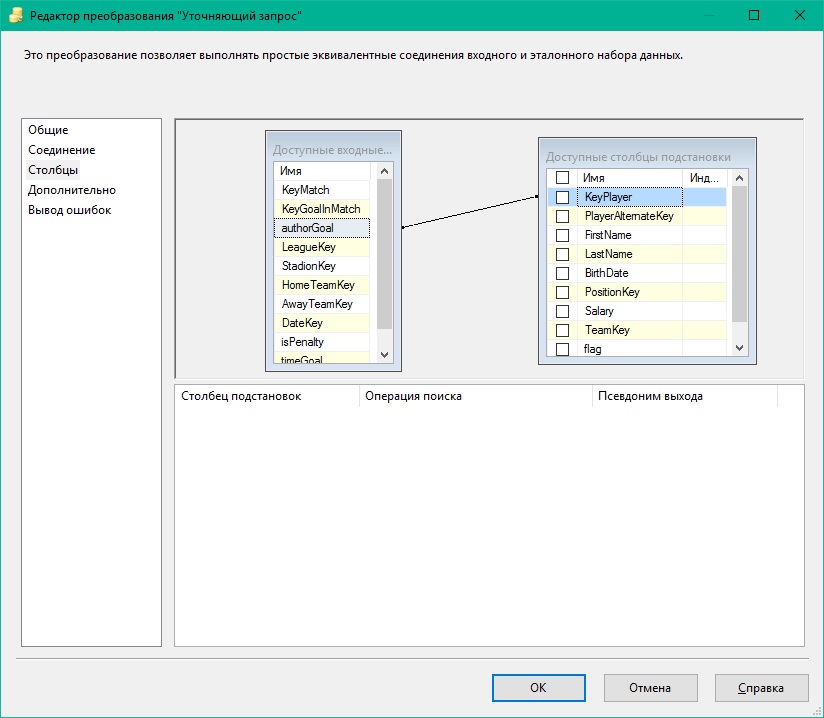 Редактор преобразования "Уточняющий запрос"
Это преобразование позволяет выполнять простые эквивалентные соединения входного и эталонного набора данных.
Общие
Соединение
Столбцы
Дополнительно
Вывод ошибок
Доступные входные...
Имя
KeyMatch
KeyGoalInMatch
authorGoal
LeagueKey
StadionKey
HomeTeamKey
AwayTeamKey
DateKey
isPenalty
timeGoal
Доступные столбцы подстановки
Имя Инд...
KeyPlayer
PlayerAlternateKey
FirstName
LastName
BirthDate
PositionKey
Salary
TeamKey
flag
Столбец подстановок Операция поиска Псевдоним выхода
ОК Отмена Справка